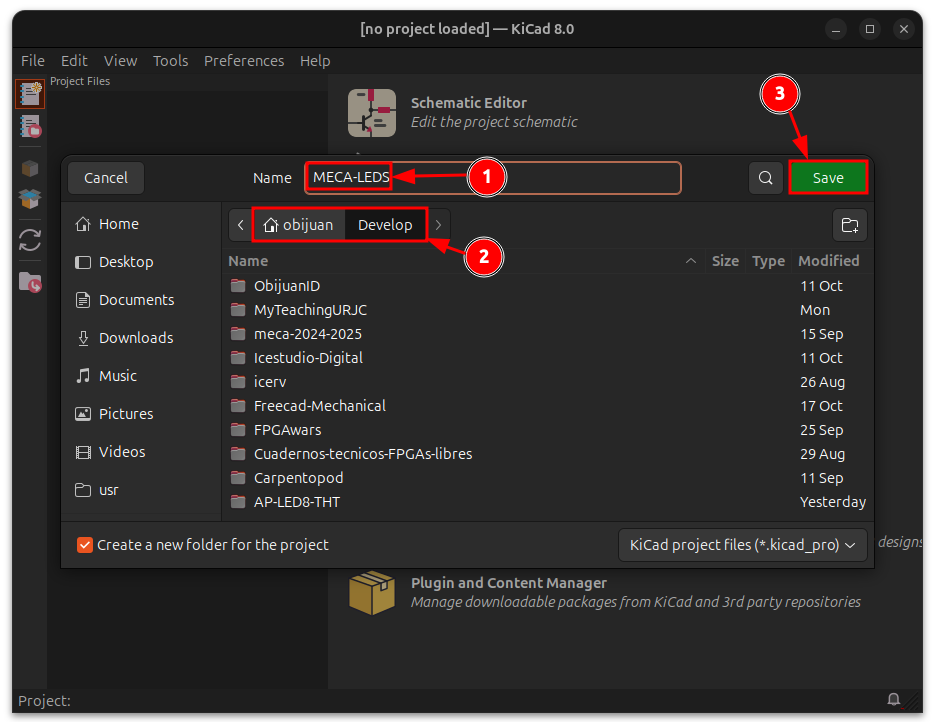 [no project loaded] — KiCad 8.0
File Edit View Tools Preferences Help
Project Files
Schematic Editor
Edit the project schematic
3
Cancel Name MECA-LEDS 1 Save
obijuan Develop
2
Name Size Type Modified
Home
Desktop
Documents
Downloads
Music
Pictures
Videos
usr
ObijuanID 11 Oct
MyTeachingURJC Mon
meca-2024-2025 15 Sep
Icestudio-Digital 11 Oct
icerv 26 Aug
Freecad-Mechanical 17 Oct
FPGAwars 25 Sep
Cuadernos-tecnicos-FPGAs-libres 29 Aug
Carpentopod 11 Sep
AP-LED8-THT Yesterday
Create a new folder for the project KiCad project files (*.kicad_pro)
designs
Plugin and Content Manager
Manage downloadable packages from KiCad and 3rd party repositories
Project: